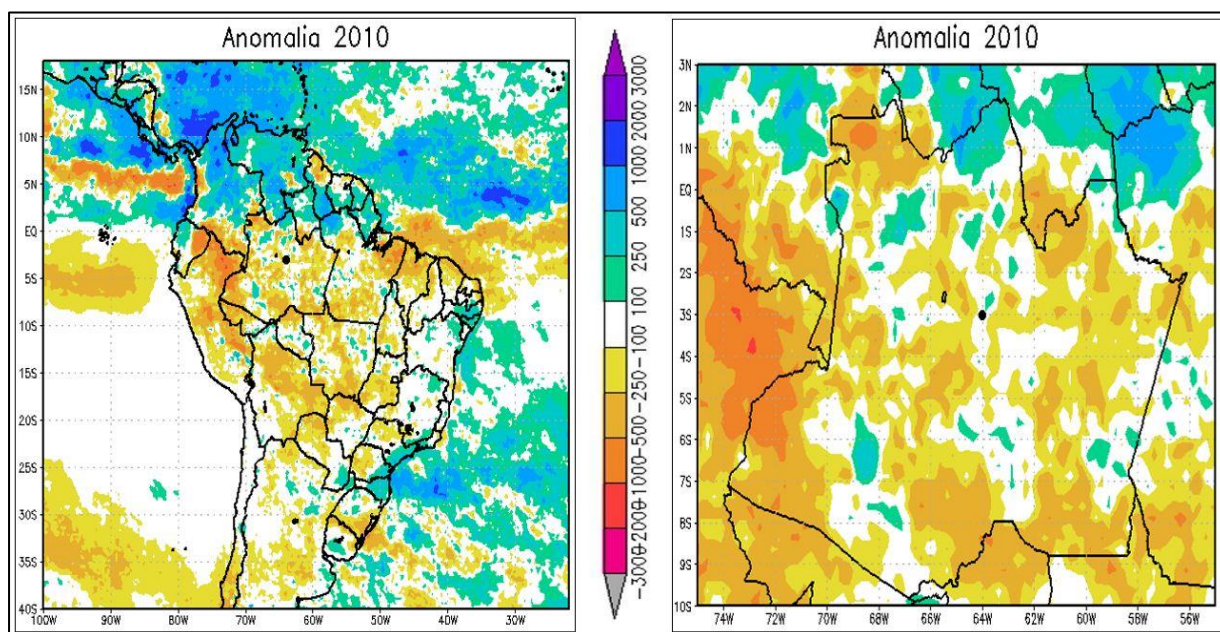 Anomalia 2010
15N
10N
5N
EQ
5S
10S
15S
20S
25S
30S
35S
40S
100W 90W 80W 70W 60W 50W 40W 30W
3000
2000
1000
500
250
100
-100
-250
-500
-1000
-2000
-3000
Anomalia 2010
3N
2N
1N
EQ
1S
2S
3S
4S
5S
6S
7S
8S
9S
10S
74W 72W 70W 68W 66W 64W 62W 60W 58W 56W